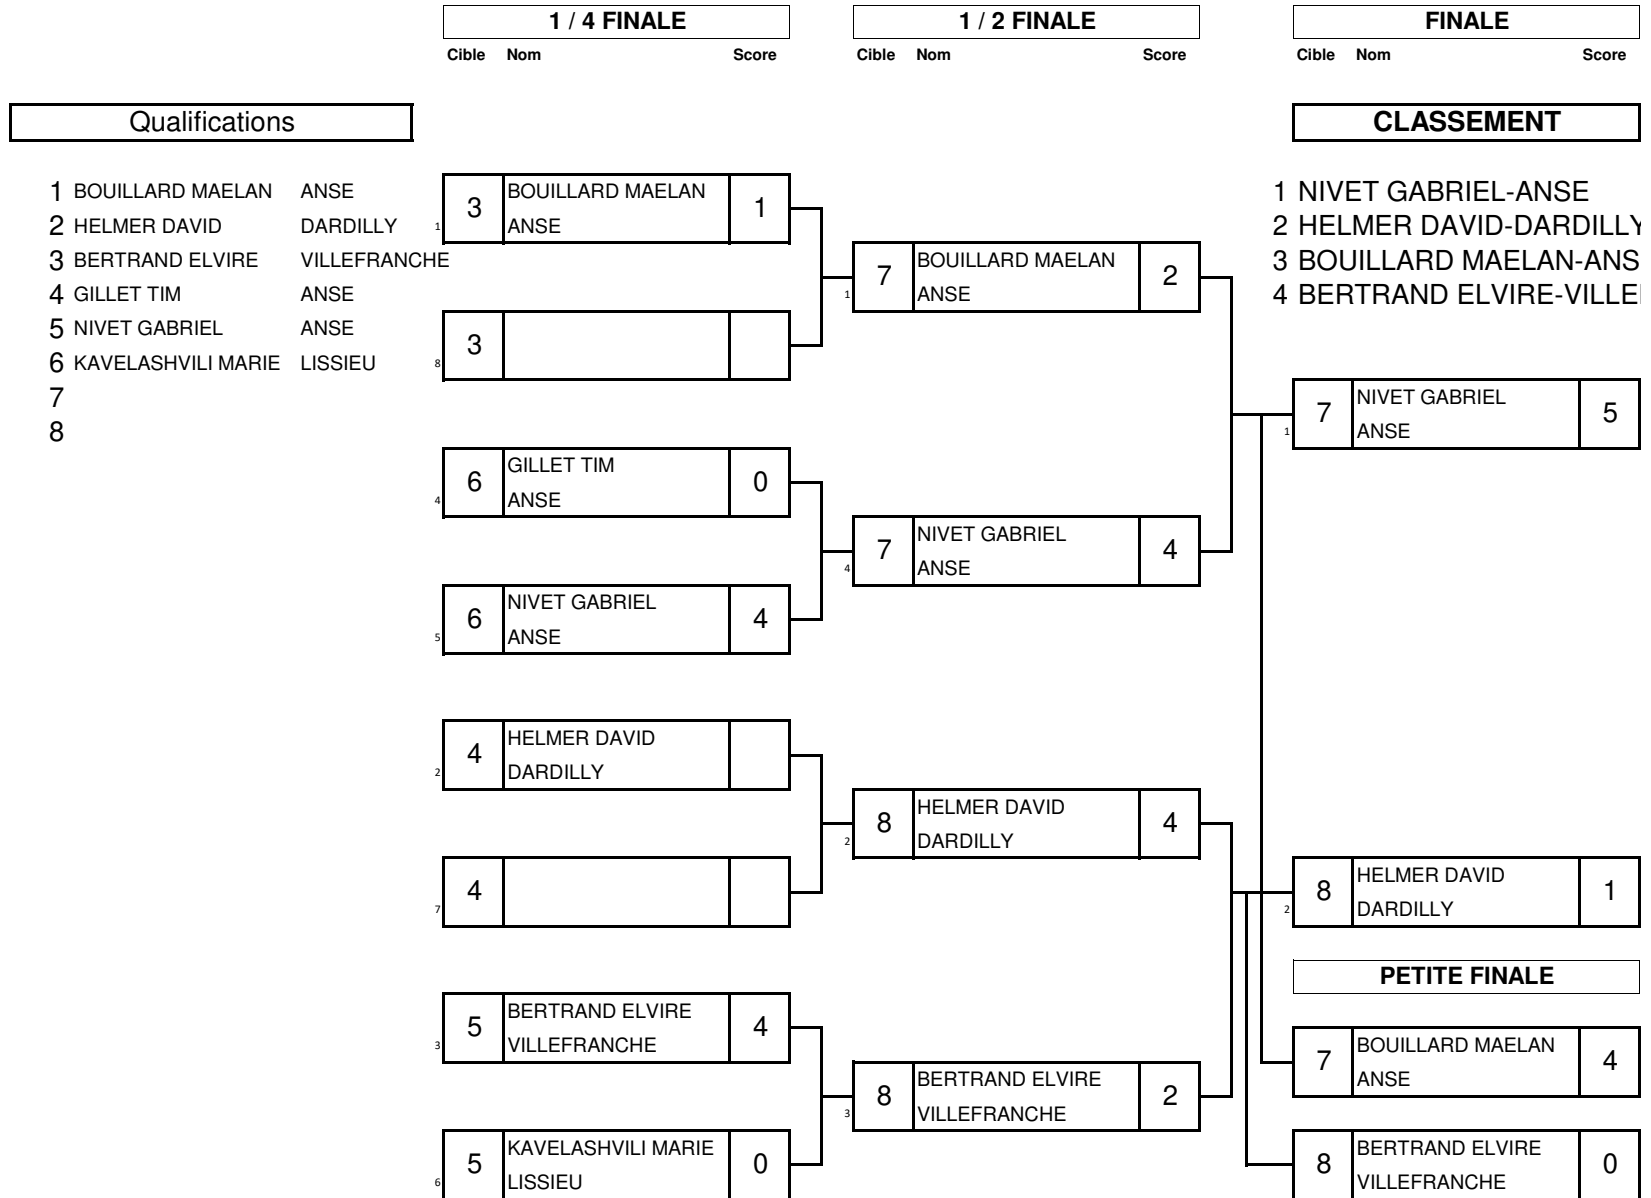 1 / 4 FINALE
1 / 2 FINALE
FINALE
Cible Nom Score
Cible Nom Score
Cible Nom Score
Qualifications
1 BOUILLARD MAELAN ANSE
2 HELMER DAVID DARDILLY
3 BERTRAND ELVIRE VILLEFRANCHE
4 GILLET TIM ANSE
5 NIVET GABRIEL ANSE
6 KAVELASHVILI MARIE LISSIEU
7
8
1
3 BOUILLARD MAELAN 1
ANSE
8
3
4
6 GILLET TIM 0
ANSE
5
6 NIVET GABRIEL 4
ANSE
2
4 HELMER DAVID
DARDILLY
7
4
3
5 BERTRAND ELVIRE 4
VILLEFRANCHE
6
5 KAVELASHVILI MARIE 0
LISSIEU
1
7 BOUILLARD MAELAN 2
ANSE
4
7 NIVET GABRIEL 4
ANSE
2
8 HELMER DAVID 4
DARDILLY
3
8 BERTRAND ELVIRE 2
VILLEFRANCHE
CLASSEMENT
1 NIVET GABRIEL-ANSE
2 HELMER DAVID-DARDILLY
3 BOUILLARD MAELAN-ANS
4 BERTRAND ELVIRE-VILLE
1
7 NIVET GABRIEL 5
ANSE
2
8 HELMER DAVID 1
DARDILLY
PETITE FINALE
7 BOUILLARD MAELAN 4
ANSE
8 BERTRAND ELVIRE 0
VILLEFRANCHE